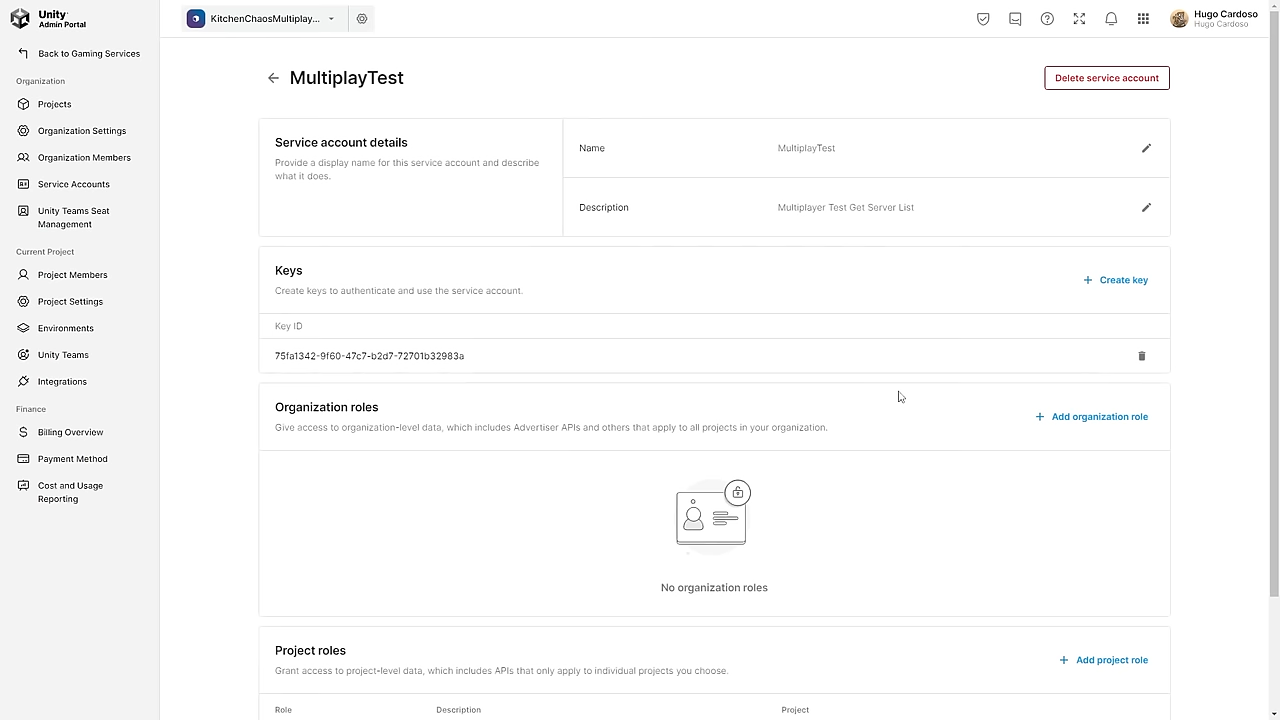 Unity
Admin Portal
KitchenChaosMultiplay...
Hugo Cardoso
Hugo Cardoso
Back to Gaming Services
Organization
Projects
Organization Settings
Organization Members
Service Accounts
Unity Teams Seat
Management
Current Project
Project Members
Project Settings
Environments
Unity Teams
Integrations
Finance
Billing Overview
Payment Method
Cost and Usage
Reporting
MultiplayTest
Delete service account
Service account details
Provide a display name for this service account and describe
what it does.
Name
MultiplayTest
Description
Multiplayer Test Get Server List
Keys
Create keys to authenticate and use the service account.
+ Create key
Key ID
75fa1342-9f60-47c7-b2d7-72701b32983a
Organization roles
Give access to organization-level data, which includes Advertiser APIs and others that apply to all projects in your organization.
+ Add organization role
No organization roles
Project roles
Grant access to project-level data, which includes APIs that only apply to individual projects you choose.
+ Add project role
Role
Description
Project